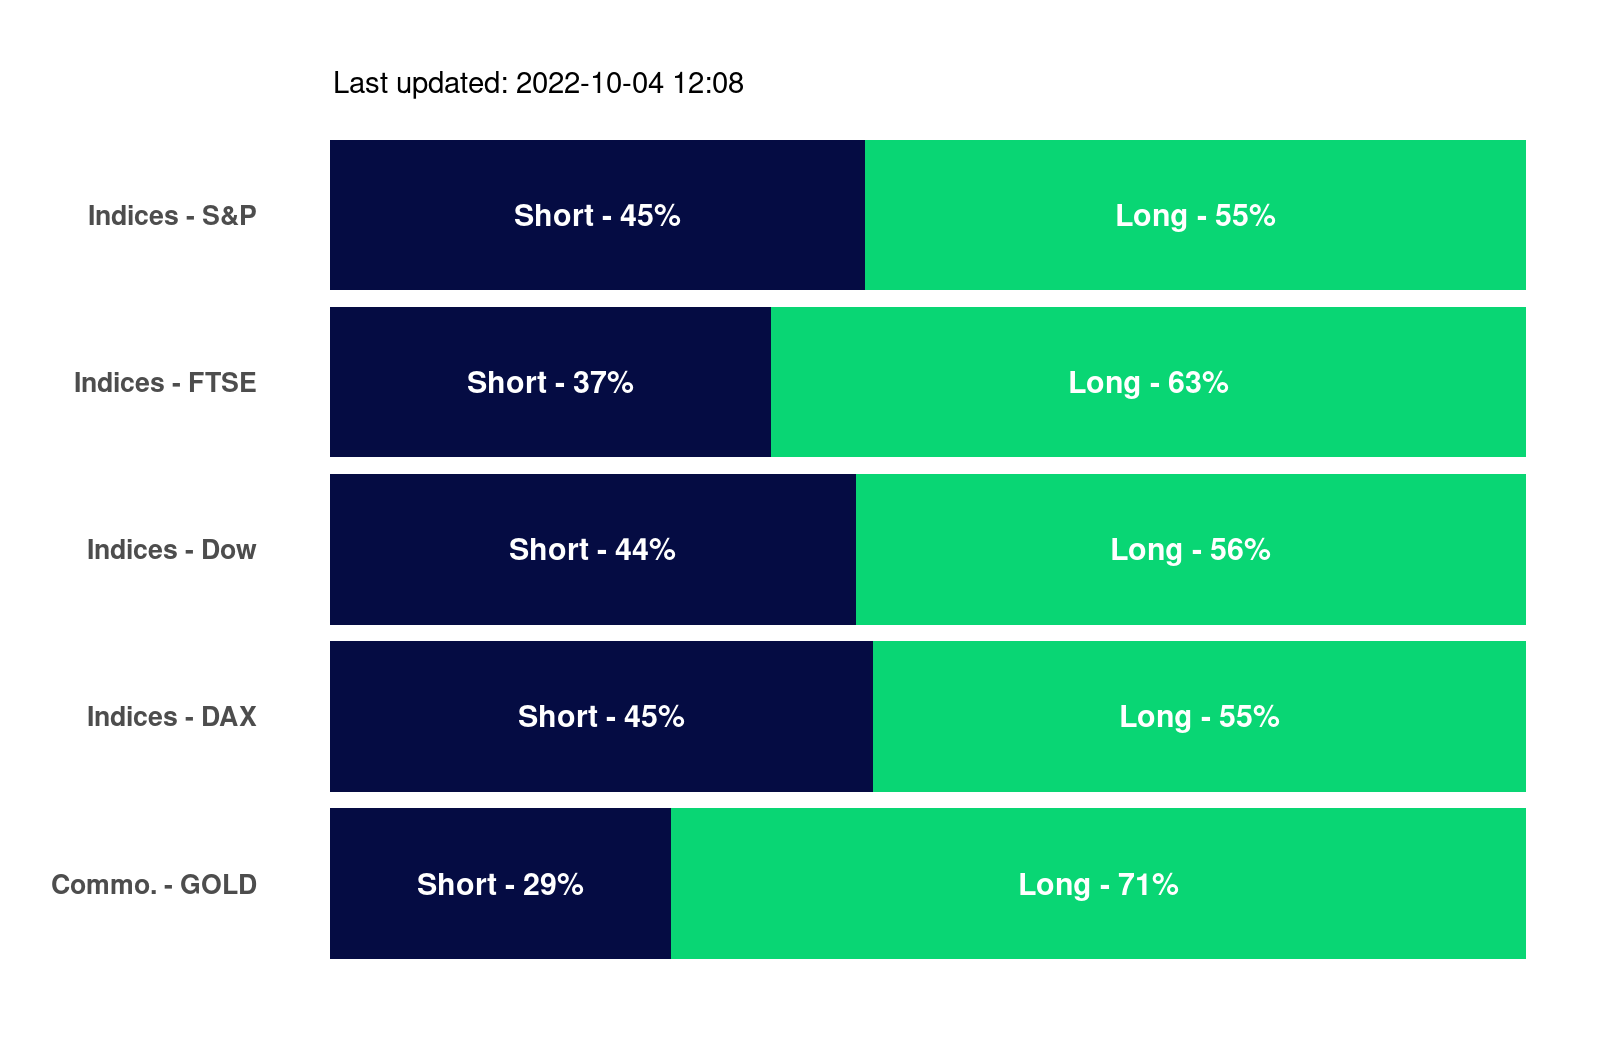 Last updated: 2022-10-04 12:08
Indices - S&P Short - 45% Long - 55%
Indices - FTSE Short - 37% Long - 63%
Indices - Dow Short - 44% Long - 56%
Indices - DAX Short - 45% Long - 55%
Commo. - GOLD Short - 29% Long - 71%